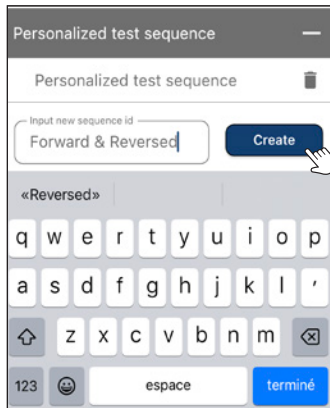 Personalized test sequence
Personalized test sequence
Input new sequence id
Forward & Reversed
Create
«Reversed»
q w e r t y u i o p
a s d f g h j k l ′
z x c v b n m
123 espace terminé